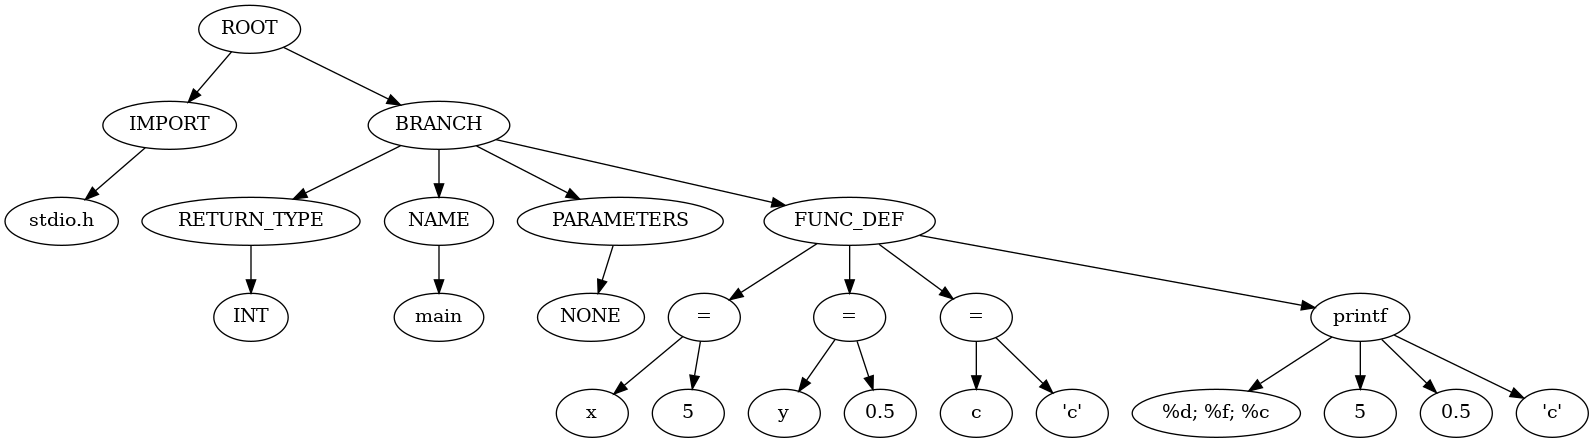 ROOT
IMPORT
BRANCH
stdio.h
RETURN_TYPE
NAME
PARAMETERS
FUNC_DEF
INT
main
NONE
=
=
=
printf
x
5
y
0.5
c
'c'
%d; %f; %c
5
0.5
'c'